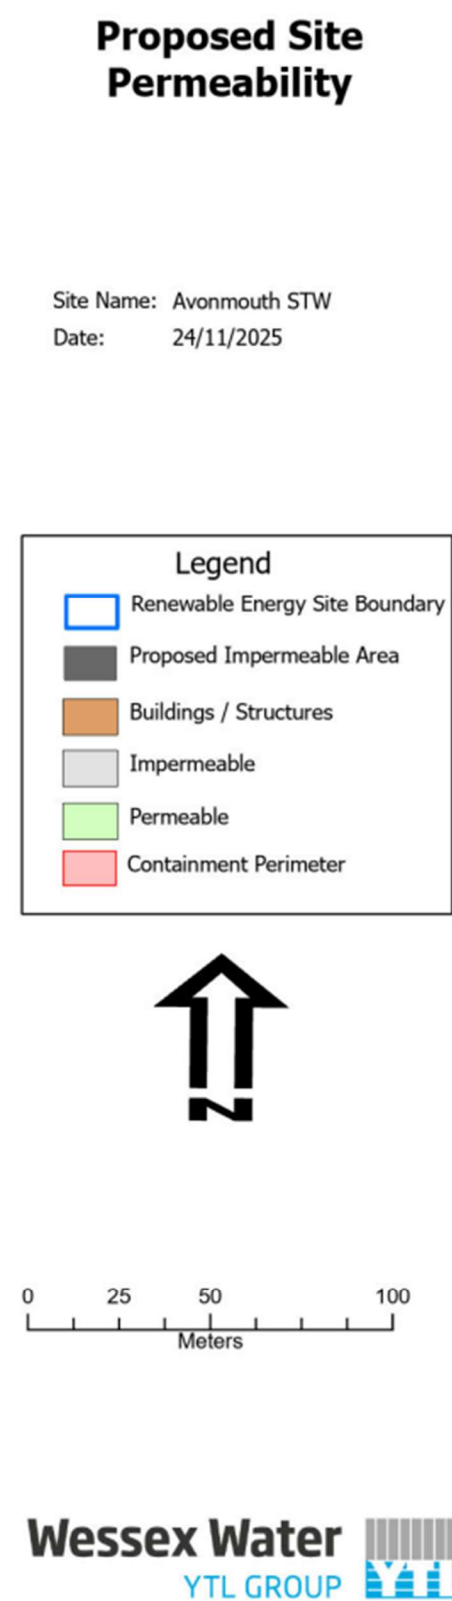 Proposed Site
Permeability
Site Name: Avonmouth STW
Date: 24/11/2025
Legend
Renewable Energy Site Boundary
Proposed Impermeable Area
Buildings / Structures
Impermeable
Permeable
Containment Perimeter
N
0 25 50 100
Meters
Wessex Water
YTL GROUP
YTL